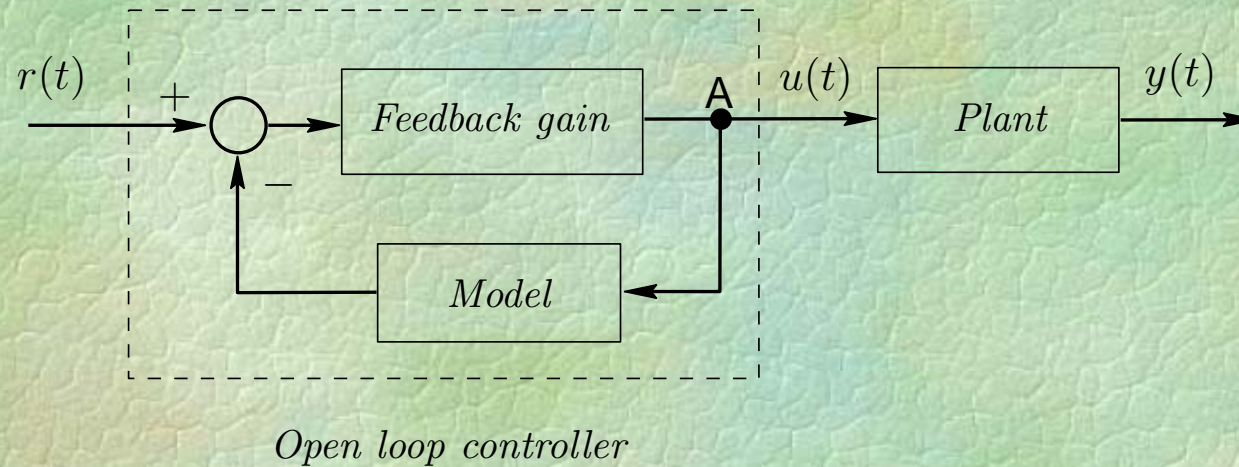 r(t)
+
Feedback gain
A
u(t)
Plant
y(t)
−
Model
Open loop controller